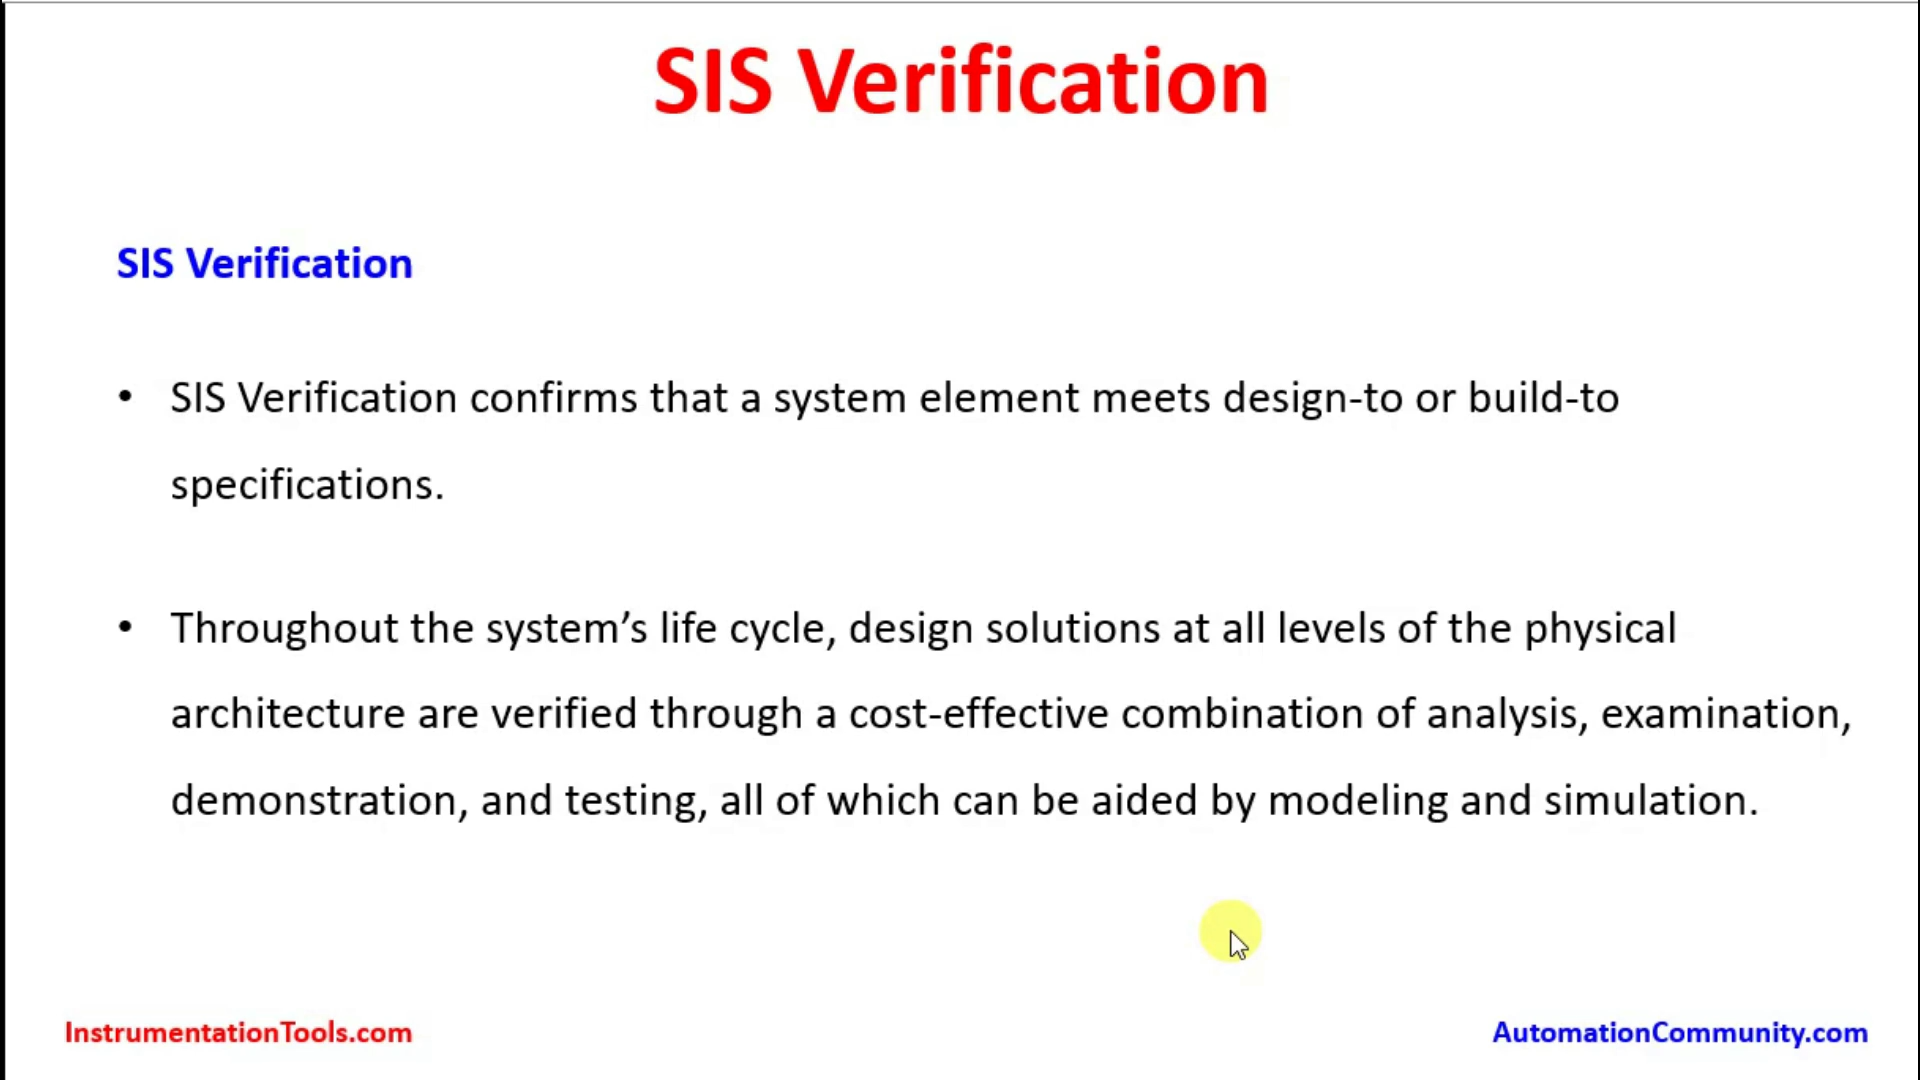 SIS Verification
SIS Verification
• SIS Verification confirms that a system element meets design-to or build-to
specifications.
• Throughout the system’s life cycle, design solutions at all levels of the physical
architecture are verified through a cost-effective combination of analysis, examination,
demonstration, and testing, all of which can be aided by modeling and simulation.
InstrumentationTools.com
AutomationCommunity.com